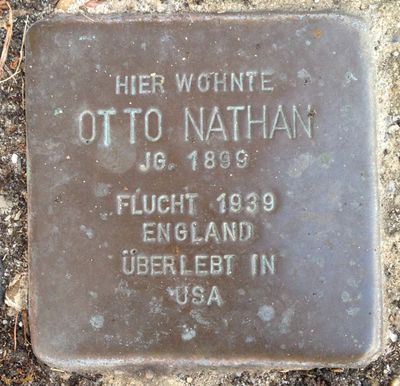 HIER WOHNTE
OTTO NATHAN
JG. 1899
FLUCHT 1939
ENGLAND
ÜBERLEBT IN
USA